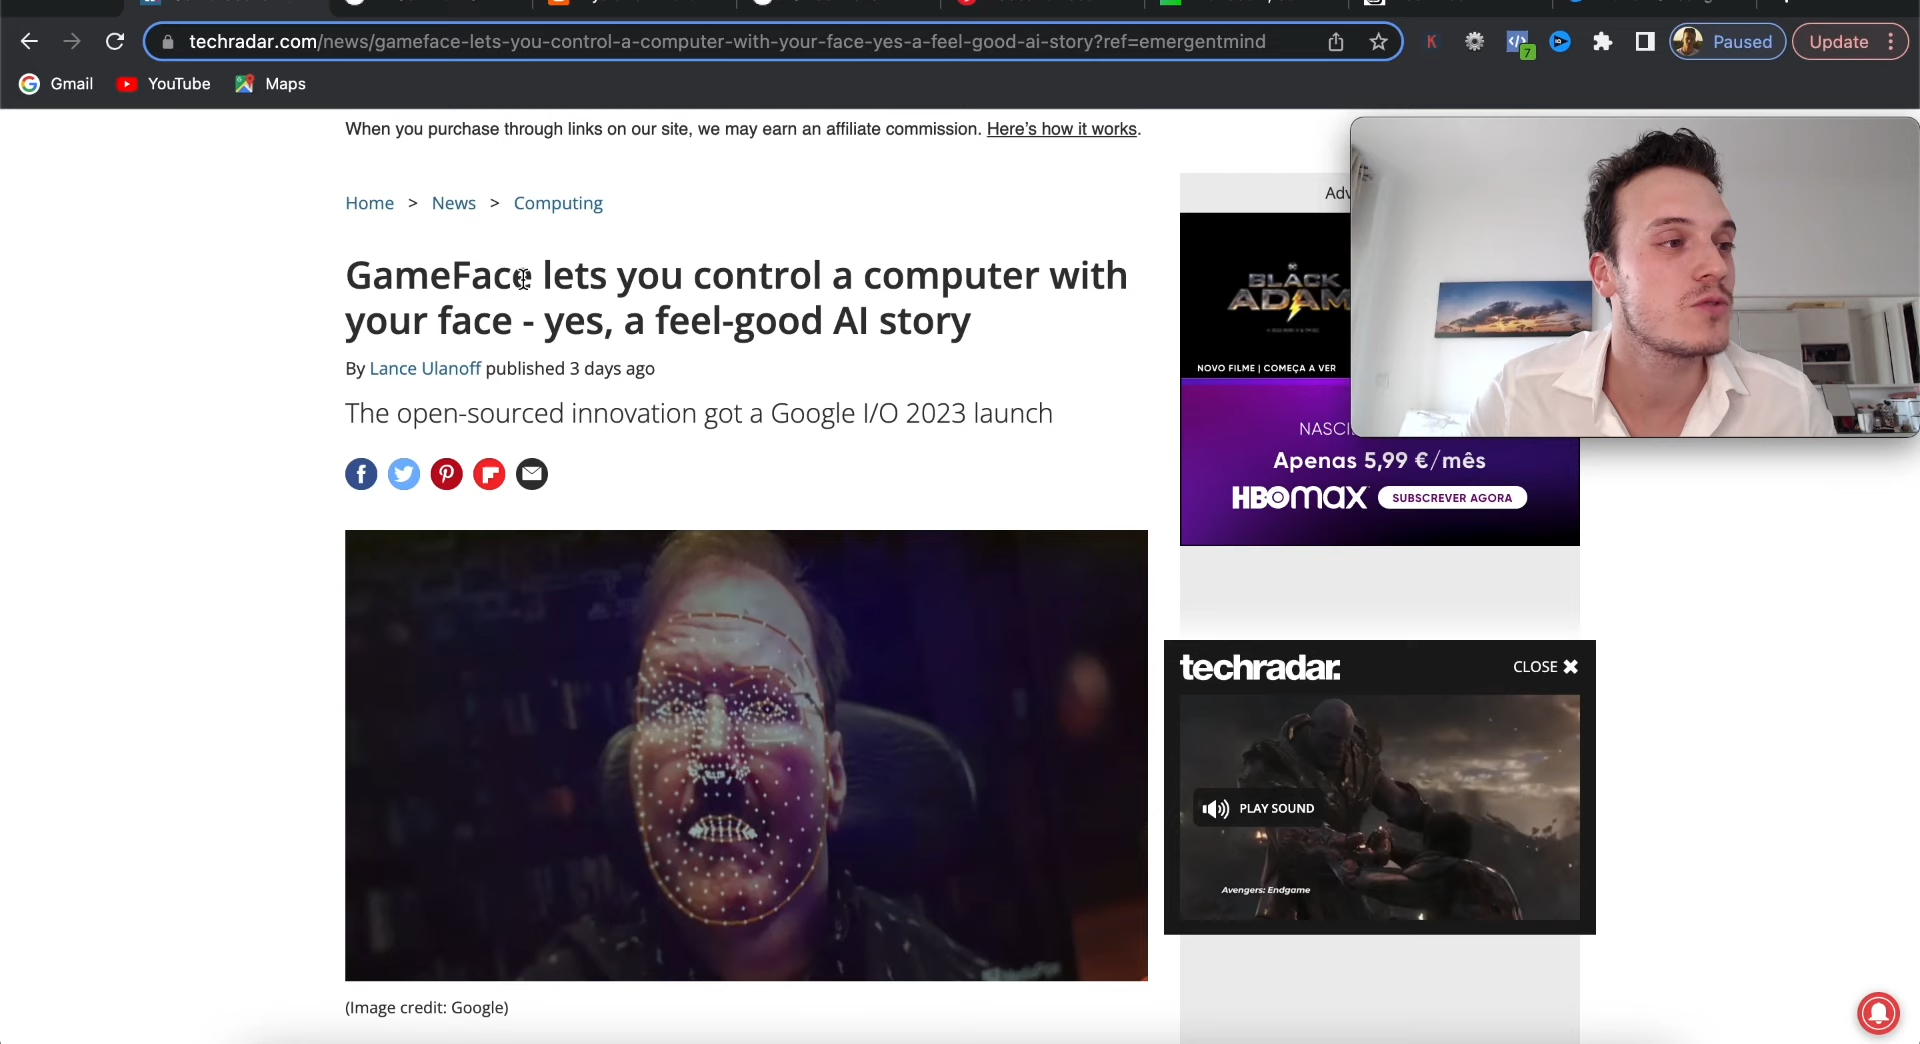 techradar.com/news/gameface-lets-you-control-a-computer-with-your-face-yes-a-feel-good-ai-story?ref=emergentmind
K
7
Paused
Update
Gmail
YouTube
Maps
When you purchase through links on our site, we may earn an affiliate commission. Here's how it works.
Home > News > Computing
GameFace lets you control a computer with
your face - yes, a feel-good AI story
By Lance Ulanoff published 3 days ago
The open-sourced innovation got a Google I/O 2023 launch
(Image credit: Google)
BLACK
ADAM
NOVO FILME | COMEÇA A VER
Apenas 5,99 €/mês
HBOMAX
SUBSCREVER AGORA
techradar.
CLOSE
PLAY SOUND
Avengers: Endgame